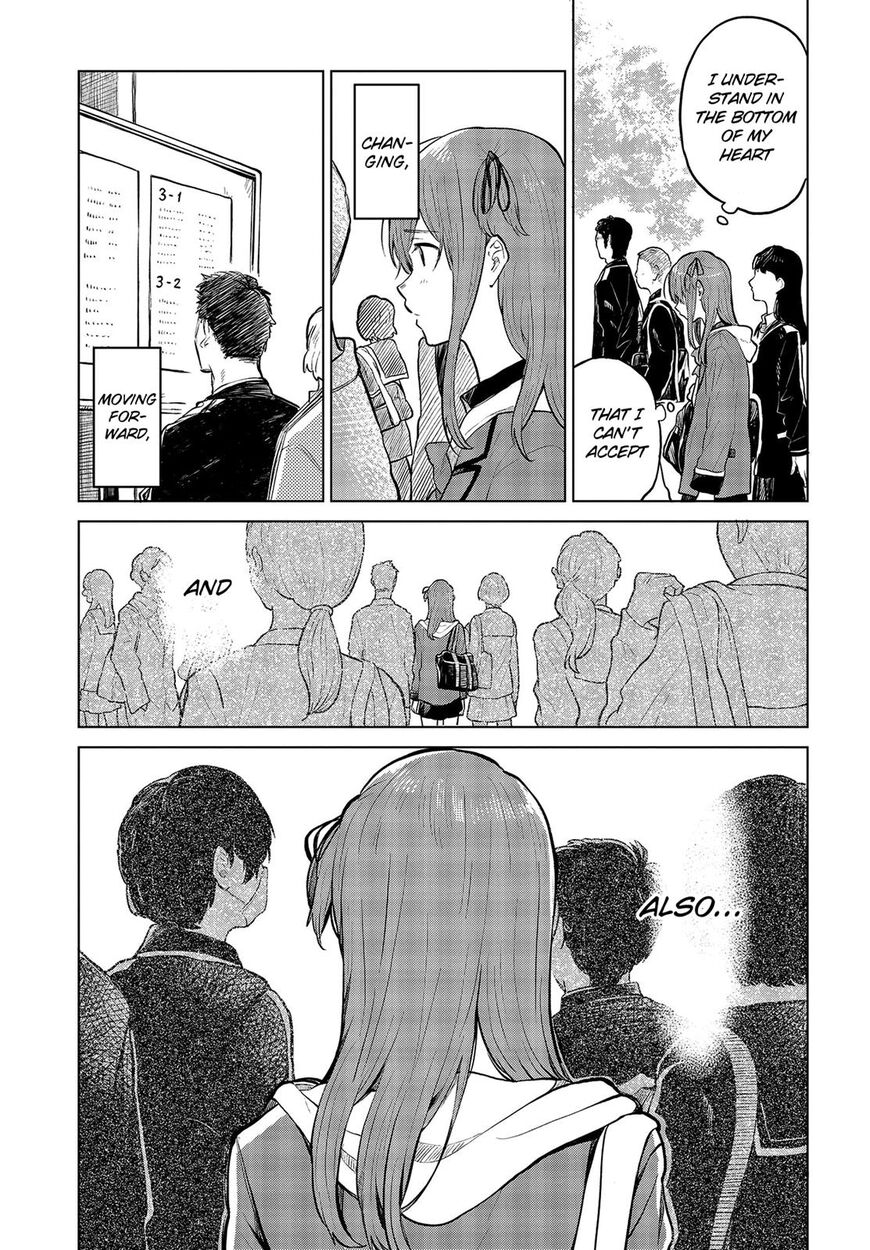 I UNDER-
STAND IN
THE BOTTOM
OF MY
HEART
THAT I
CAN'T
ACCEPT
CHAN-
GING,
3-1
3-2
MOVING
FOR-
WARD,
AND
ALSO...